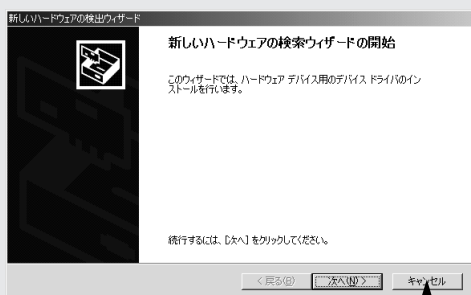 新しいハードウェアの検出ウィザード
新しいハードウェアの検索ウィザードの開始
このウィザードでは、ハードウェア デバイス用のデバイス ドライバのイン
ストールを行います。
続行するには、[次へ] をクリックしてください。
< 戻る(B)
次へ(N) >
キャンセル